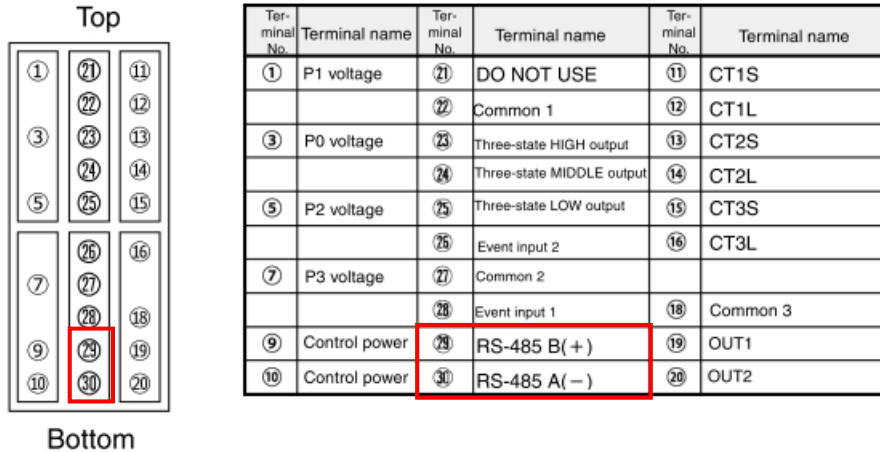 Top
① ㉑ ⑪
㉒ ⑫
③ ㉓ ⑬
㉔ ⑭
⑤ ㉕ ⑮
㉖ ⑯
⑦ ㉗
㉘ ⑱
⑨ ㉙ ⑲
⑩ ㉚ ⑳
Bottom
Ter-minal No. Terminal name Ter-minal No. Terminal name Ter-minal No. Terminal name
① P1 voltage ㉑ DO NOT USE ⑪ CT1S
㉒ Common 1 ⑫ CT1L
③ P0 voltage ㉓ Three-state HIGH output ⑬ CT2S
㉔ Three-state MIDDLE output ⑭ CT2L
⑤ P2 voltage ㉕ Three-state LOW output ⑮ CT3S
㉖ Event input 2 ⑯ CT3L
⑦ P3 voltage ㉗ Common 2
㉘ Event input 1 ⑱ Common 3
⑨ Control power ㉙ RS-485 B(+) ⑲ OUT1
⑩ Control power ㉚ RS-485 A(−) ⑳ OUT2